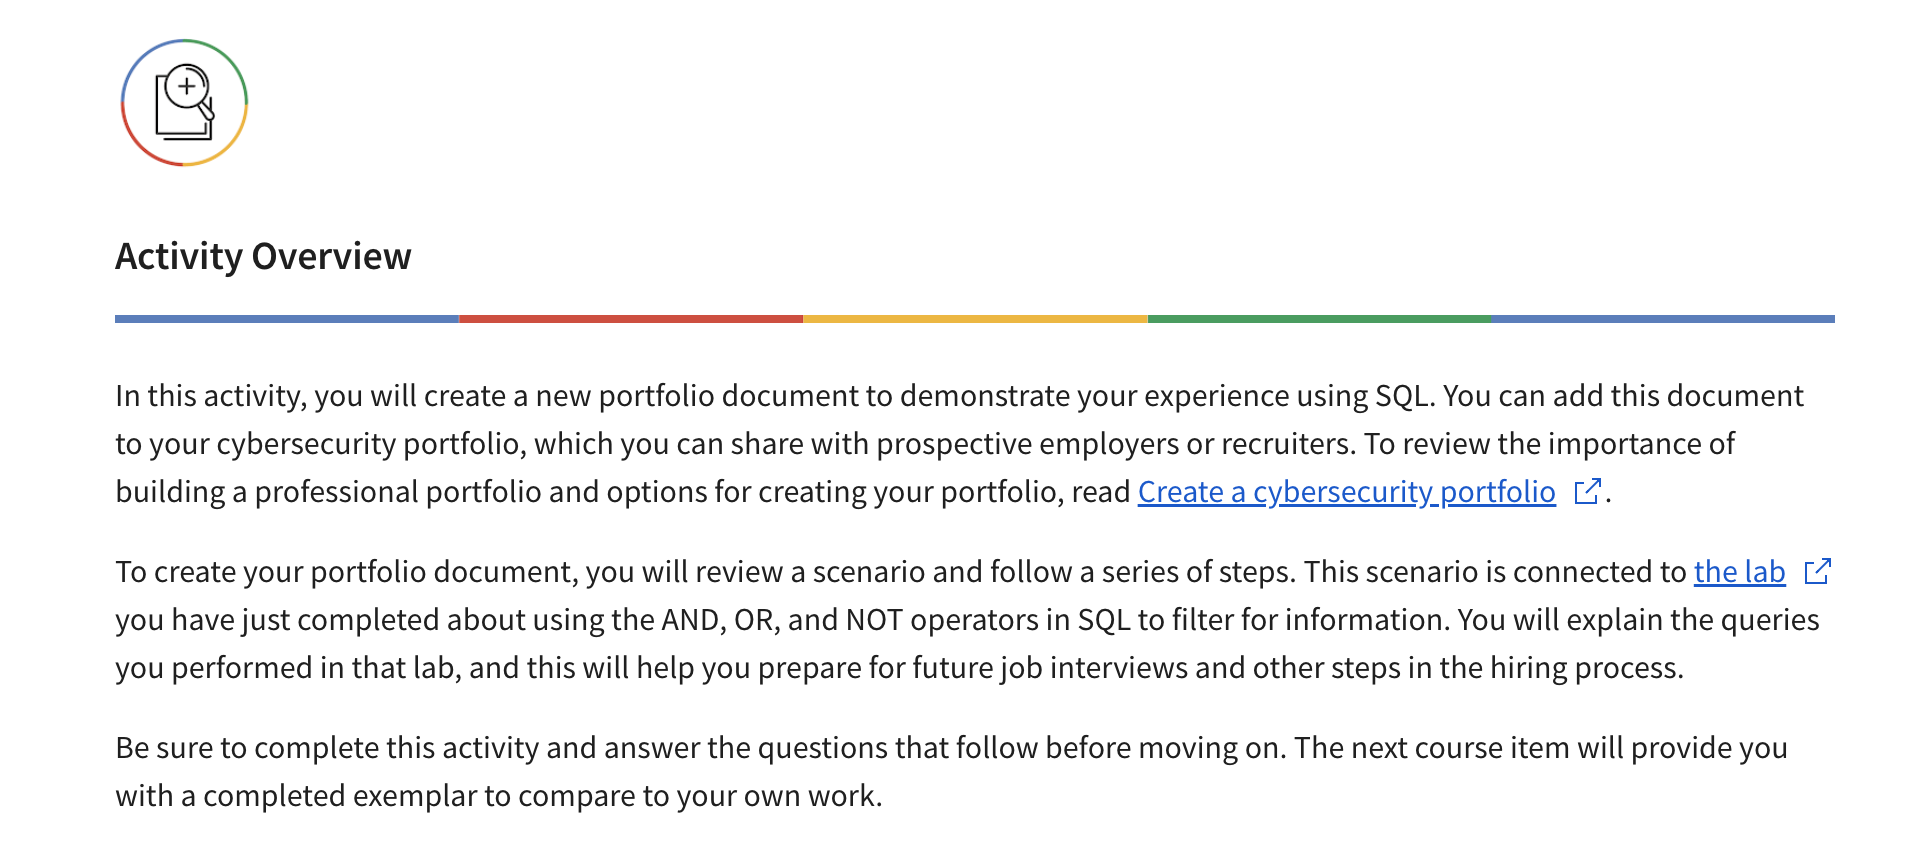 Activity Overview
In this activity, you will create a new portfolio document to demonstrate your experience using SQL. You can add this document
to your cybersecurity portfolio, which you can share with prospective employers or recruiters. To review the importance of
building a professional portfolio and options for creating your portfolio, read Create a cybersecurity portfolio.
To create your portfolio document, you will review a scenario and follow a series of steps. This scenario is connected to the lab
you have just completed about using the AND, OR, and NOT operators in SQL to filter for information. You will explain the queries
you performed in that lab, and this will help you prepare for future job interviews and other steps in the hiring process.
Be sure to complete this activity and answer the questions that follow before moving on. The next course item will provide you
with a completed exemplar to compare to your own work.